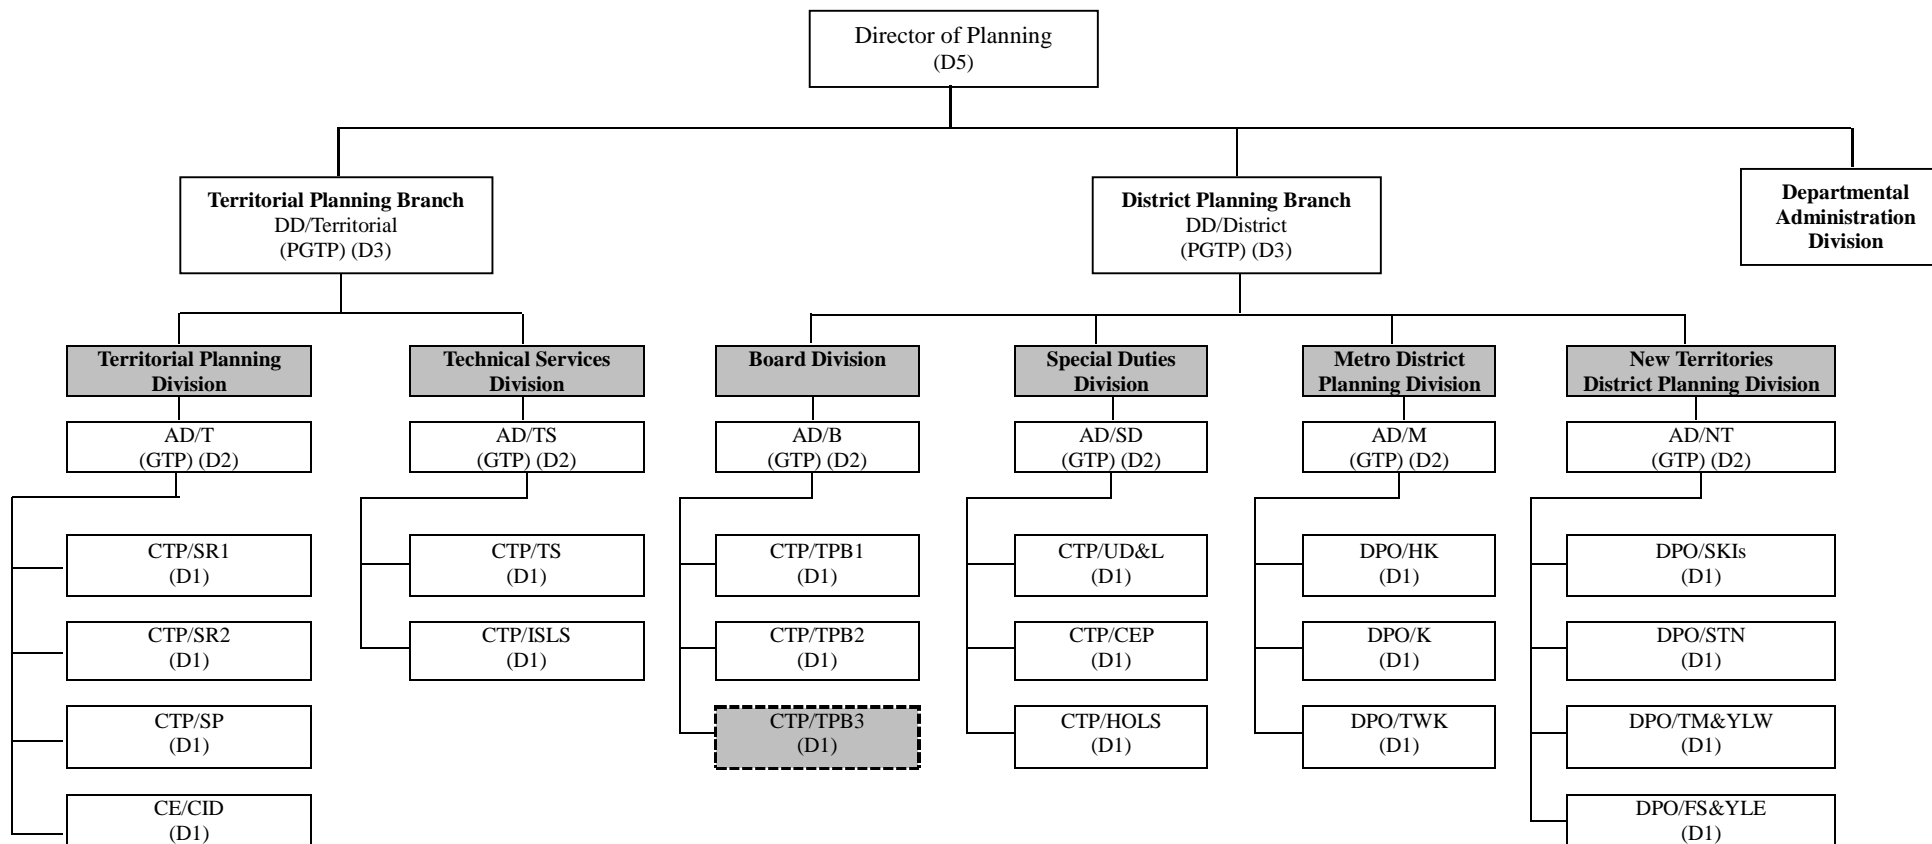 Director of Planning
(D5)
Territorial Planning Branch
DD/Territorial
(PGTP) (D3)
District Planning Branch
DD/District
(PGTP) (D3)
Departmental
Administration
Division
Territorial Planning
Division
Technical Services
Division
Board Division
Special Duties
Division
Metro District
Planning Division
New Territories
District Planning Division
AD/T
(GTP) (D2)
AD/TS
(GTP) (D2)
AD/B
(GTP) (D2)
AD/SD
(GTP) (D2)
AD/M
(GTP) (D2)
AD/NT
(GTP) (D2)
CTP/SR1
(D1)
CTP/TS
(D1)
CTP/TPB1
(D1)
CTP/UD&L
(D1)
DPO/HK
(D1)
DPO/SKIs
(D1)
CTP/SR2
(D1)
CTP/ISLS
(D1)
CTP/TPB2
(D1)
CTP/CEP
(D1)
DPO/K
(D1)
DPO/STN
(D1)
CTP/SP
(D1)
CTP/TPB3
(D1)
CTP/HOLS
(D1)
DPO/TWK
(D1)
DPO/TM&YLW
(D1)
CE/CID
(D1)
DPO/FS&YLE
(D1)